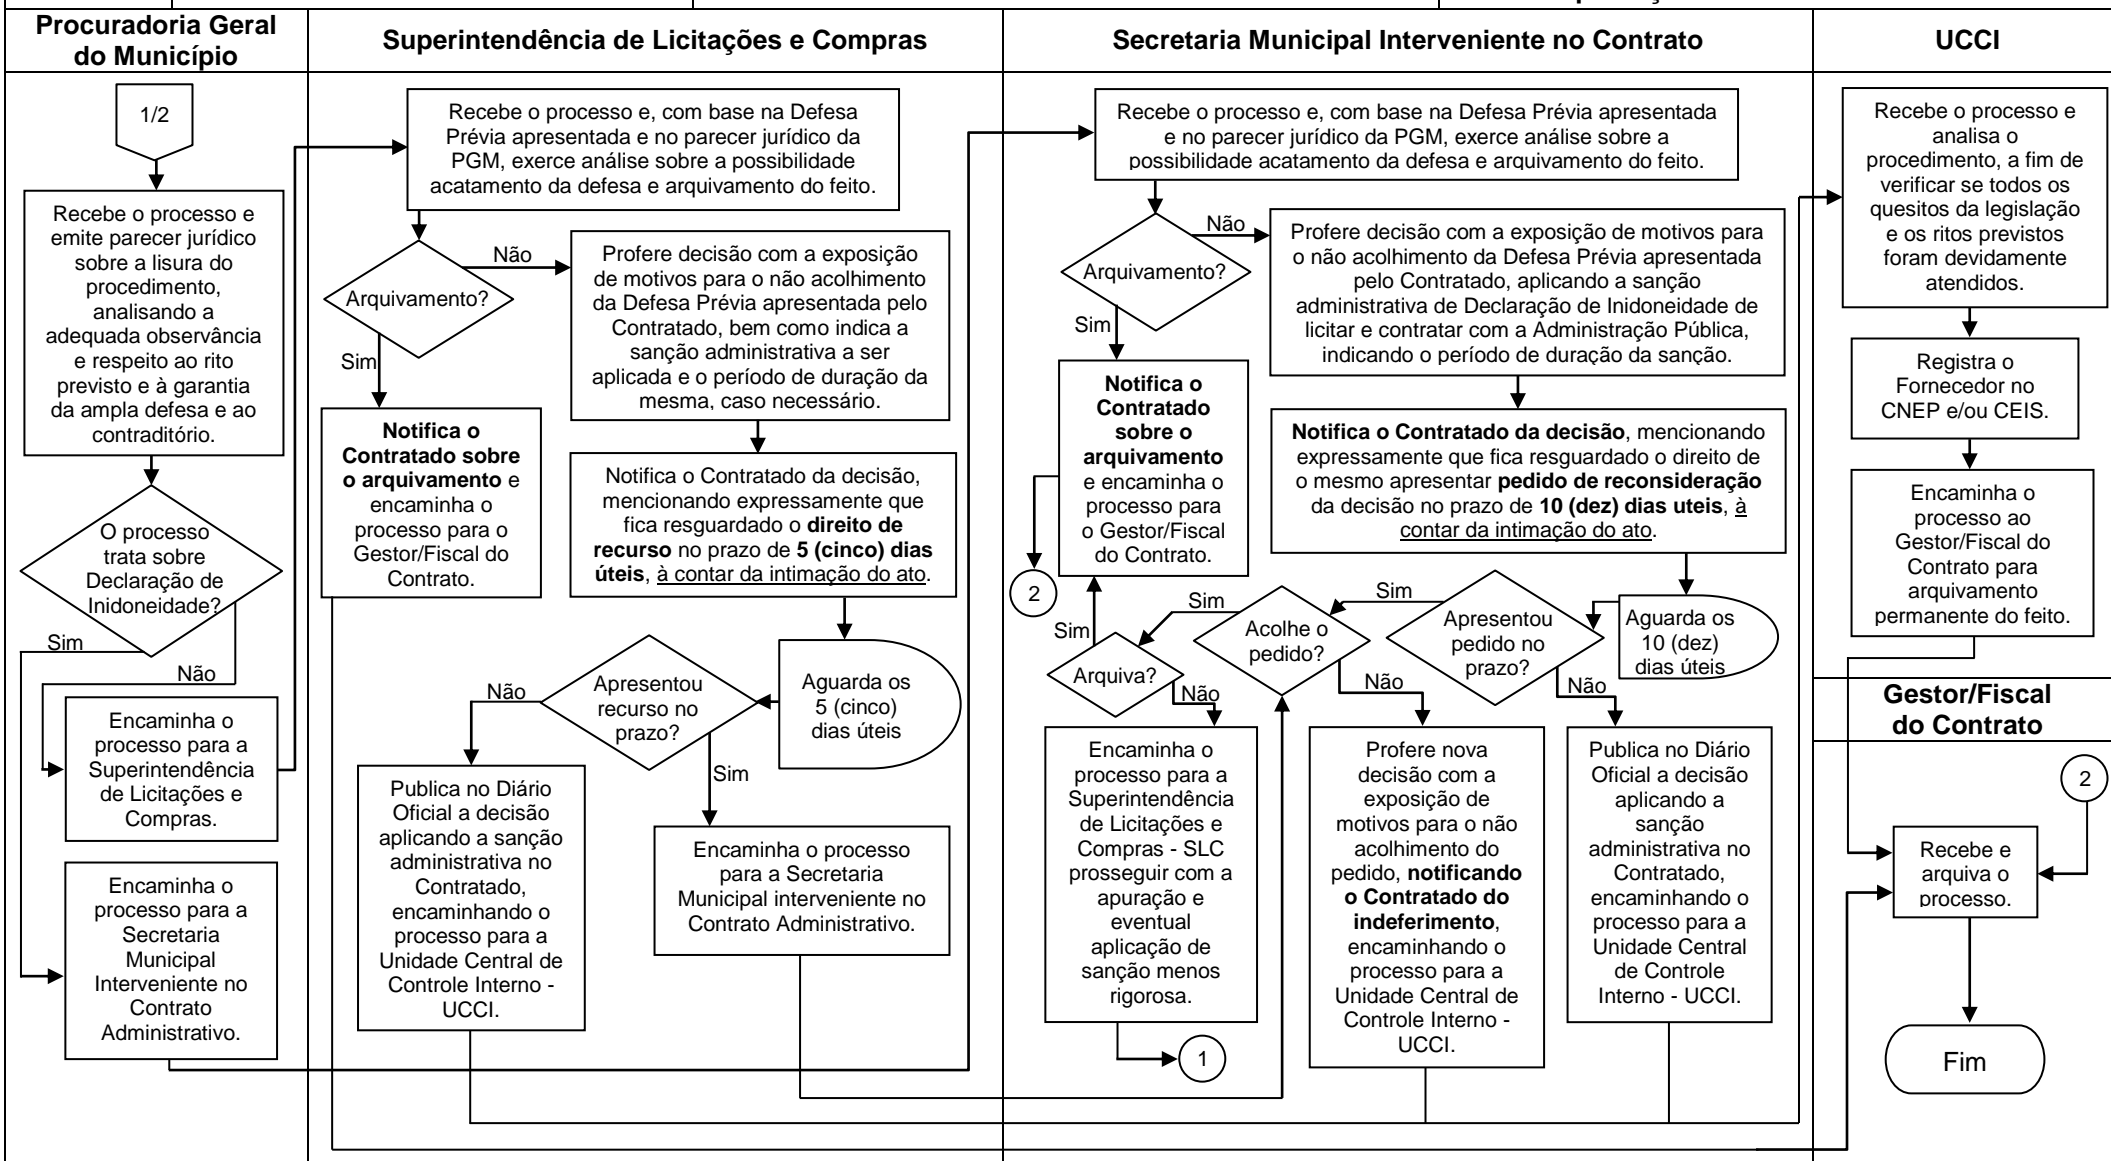 Procuradoria Geral
do Município
Superintendência de Licitações e Compras
Secretaria Municipal Interveniente no Contrato
UCCI
1/2
Recebe o processo e
emite parecer jurídico
sobre a lisura do
procedimento,
analisando a
adequada observância
e respeito ao rito
previsto e à garantia
da ampla defesa e ao
contraditório.
O processo
trata sobre
Declaração de
Inidoneidade?
Sim
Não
Encaminha o
processo para a
Superintendência
de Licitações e
Compras.
Encaminha o
processo para a
Secretaria
Municipal
Interveniente no
Contrato
Administrativo.
Recebe o processo e, com base na Defesa
Prévia apresentada e no parecer jurídico da
PGM, exerce análise sobre a possibilidade
acatamento da defesa e arquivamento do feito.
Arquivamento?
Não
Sim
Profere decisão com a exposição
de motivos para o não acolhimento
da Defesa Prévia apresentada pelo
Contratado, bem como indica a
sanção administrativa a ser
aplicada e o período de duração da
mesma, caso necessário.
Notifica o
Contratado sobre
o arquivamento e
encaminha o
processo para o
Gestor/Fiscal do
Contrato.
Notifica o Contratado da decisão,
mencionando expressamente que
fica resguardado o direito de
recurso no prazo de 5 (cinco) dias
úteis, à contar da intimação do ato.
Aguarda os
5 (cinco)
dias úteis
Apresentou
recurso no
prazo?
Não
Sim
Publica no Diário
Oficial a decisão
aplicando a sanção
administrativa no
Contratado,
encaminhando o
processo para a
Unidade Central de
Controle Interno -
UCCI.
Encaminha o processo
para a Secretaria
Municipal interveniente no
Contrato Administrativo.
Recebe o processo e, com base na Defesa Prévia apresentada
e no parecer jurídico da PGM, exerce análise sobre a
possibilidade acatamento da defesa e arquivamento do feito.
Arquivamento?
Não
Sim
Profere decisão com a exposição de motivos para
o não acolhimento da Defesa Prévia apresentada
pelo Contratado, aplicando a sanção
administrativa de Declaração de Inidoneidade de
licitar e contratar com a Administração Pública,
indicando o período de duração da sanção.
Notifica o
Contratado
sobre o
arquivamento
e encaminha o
processo para
o Gestor/Fiscal
do Contrato.
2
Notifica o Contratado da decisão, mencionando
expressamente que fica resguardado o direito de
o mesmo apresentar pedido de reconsideração
da decisão no prazo de 10 (dez) dias uteis, à
contar da intimação do ato.
Aguarda os
10 (dez)
dias úteis
Apresentou
pedido no
prazo?
Sim
Não
Acolhe o
pedido?
Sim
Não
Arquiva?
Sim
Não
Encaminha o
processo para a
Superintendência
de Licitações e
Compras - SLC
prosseguir com a
apuração e
eventual
aplicação de
sanção menos
rigorosa.
1
Profere nova
decisão com a
exposição de
motivos para o não
acolhimento do
pedido, notificando
o Contratado do
indeferimento,
encaminhando o
processo para a
Unidade Central de
Controle Interno -
UCCI.
Publica no Diário
Oficial a decisão
aplicando a
sanção
administrativa no
Contratado,
encaminhando o
processo para a
Unidade Central
de Controle
Interno - UCCI.
Recebe o processo e
analisa o
procedimento, a fim de
verificar se todos os
quesitos da legislação
e os ritos previstos
foram devidamente
atendidos.
Registra o
Fornecedor no
CNEP e/ou CEIS.
Encaminha o
processo ao
Gestor/Fiscal do
Contrato para
arquivamento
permanente do feito.
Gestor/Fiscal
do Contrato
2
Recebe e
arquiva o
processo.
Fim